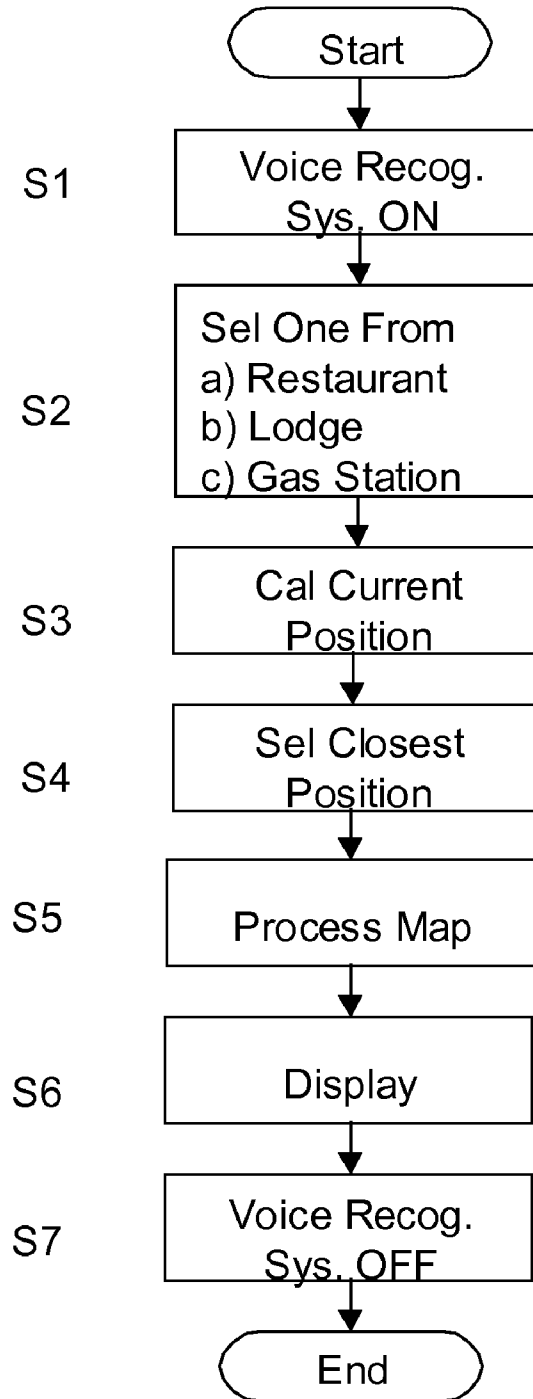 Start
S1
Voice Recog.
Sys. ON
S2
Sel One From
a) Restaurant
b) Lodge
c) Gas Station
S3
Cal Current
Position
S4
Sel Closest
Position
S5
Process Map
S6
Display
S7
Voice Recog.
Sys. OFF
End